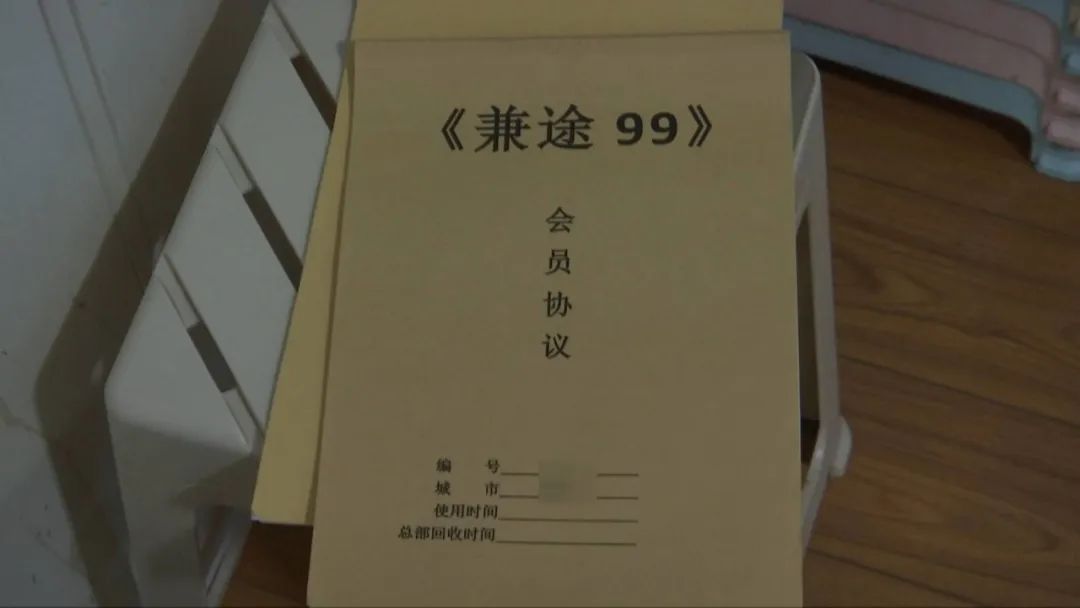 《兼途 99》
会
员
协
议
编 号
城 市
使用时间
总部回收时间